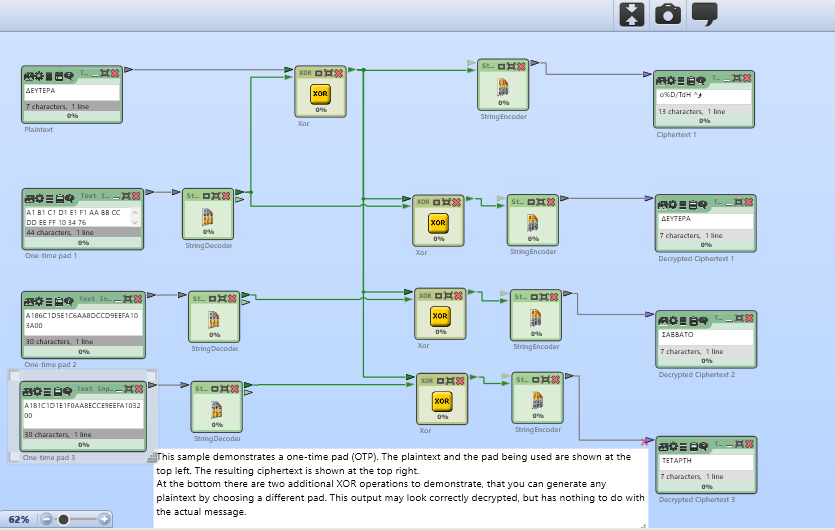 XOR
St..
T..
ΔΕΥΤΕΡΑ
7 characters, 1 line
0%
Plaintext
XOR
0%
Xor
0%
StringEncoder
ο%D/TdH
13 characters, 1 line
0%
Ciphertext 1
Text I...
A1 B1 C1 D1 E1 F1 AA BB CC
DD EE FF 10 34 76
44 characters, 1 line
0%
One-time pad 1
St..
0%
StringDecoder
XOR
XOR
0%
Xor
St..
0%
StringEncoder
T..
ΔΕΥΤΕΡΑ
7 characters, 1 line
0%
Decrypted Ciphertext 1
Text In...
A186C1D5E1C6AA8DCCD9EEFA10
3A00
30 characters, 1 line
0%
One-time pad 2
St..
0%
StringDecoder
XOR
XOR
0%
Xor
St..
0%
StringEncoder
T..
ΣΑΒΒΑΤΟ
7 characters, 1 line
0%
Decrypted Ciphertext 2
Text Inp...
A181C1D1E1F0AA8ECCE9EEFA1032
00
30 characters, 1 line
0%
One-time pad 3
St..
0%
StringDecoder
XOR
XOR
0%
Xor
St..
0%
StringEncoder
T..
ΤΕΤΑΡΤΗ
7 characters, 1 line
0%
Decrypted Ciphertext 3
This sample demonstrates a one-time pad (OTP). The plaintext and the pad being used are shown at the
top left. The resulting ciphertext is shown at the top right.
At the bottom there are two additional XOR operations to demonstrate, that you can generate any
plaintext by choosing a different pad. This output may look correctly decrypted, but has nothing to do with
the actual message.
62%